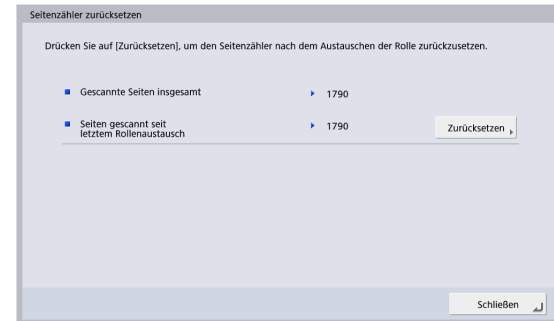 Seitenzähler zurücksetzen
Drücken Sie auf [Zurücksetzen], um den Seitenzähler nach dem Austauschen der Rolle zurückzusetzen.
Gescannte Seiten insgesamt 1790
Seiten gescannt seit
letztem Rollenaustausch 1790 Zurücksetzen
Schließen